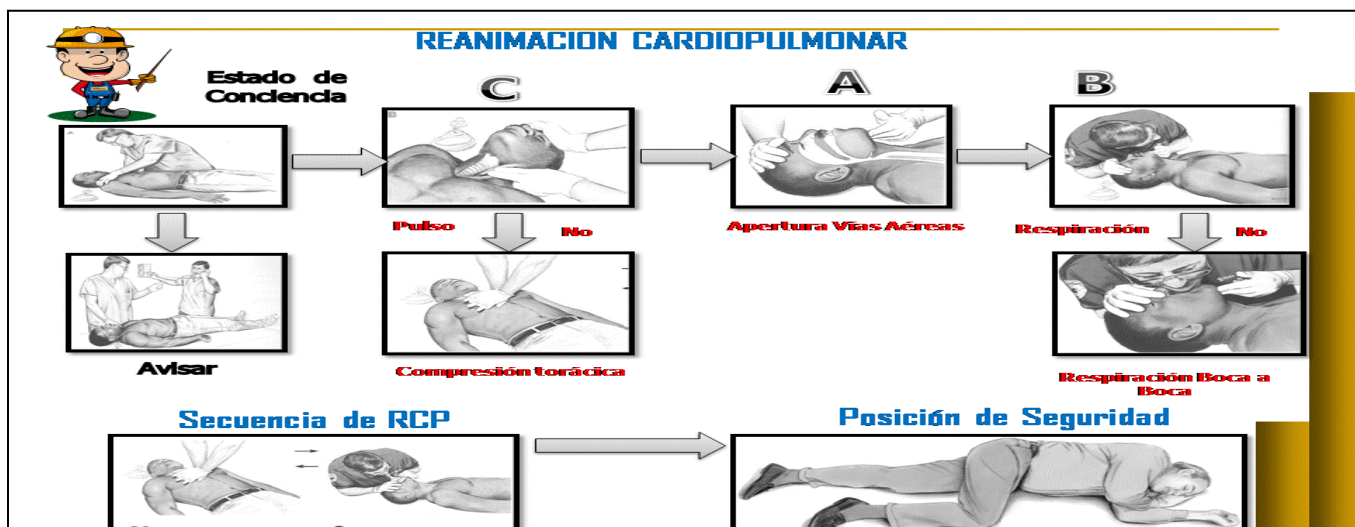 REANIMACION CARDIOPULMONAR
Estado de
Conciencia
C
A
B
Pulso
No
Apertura Vías Aéreas
Respiración
No
Avisar
Compresión torácica
Respiración Boca a
Boca
Secuencia de RCP
Posición de Seguridad